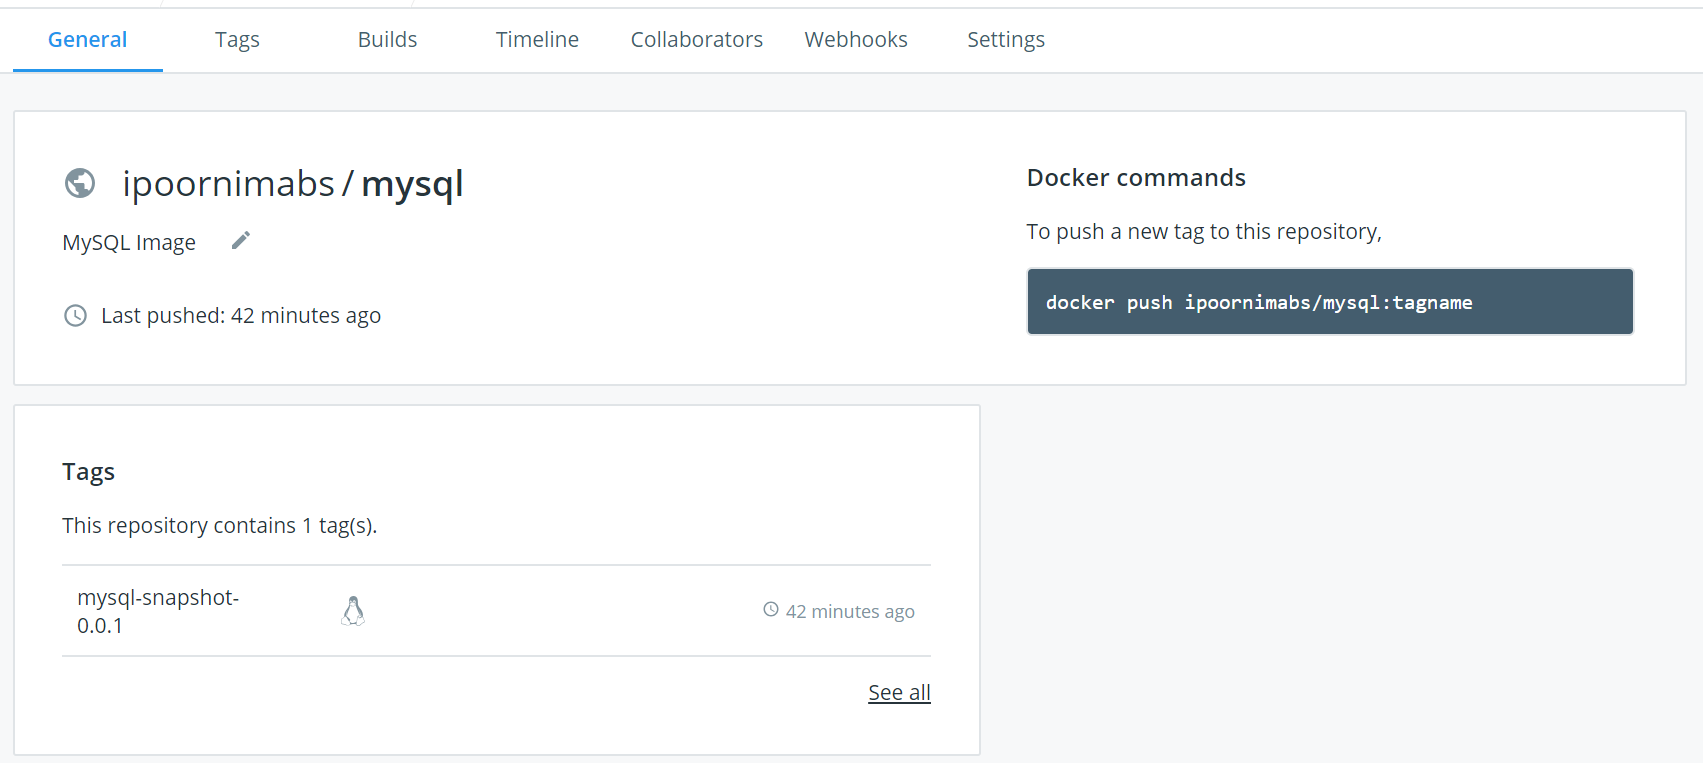 General Tags Builds Timeline Collaborators Webhooks Settings
ipoornimabs / mysql
MySQL Image
Last pushed: 42 minutes ago
Docker commands
To push a new tag to this repository,
docker push ipoornimabs/mysql:tagname
Tags
This repository contains 1 tag(s).
mysql-snapshot-
0.0.1
42 minutes ago
See all